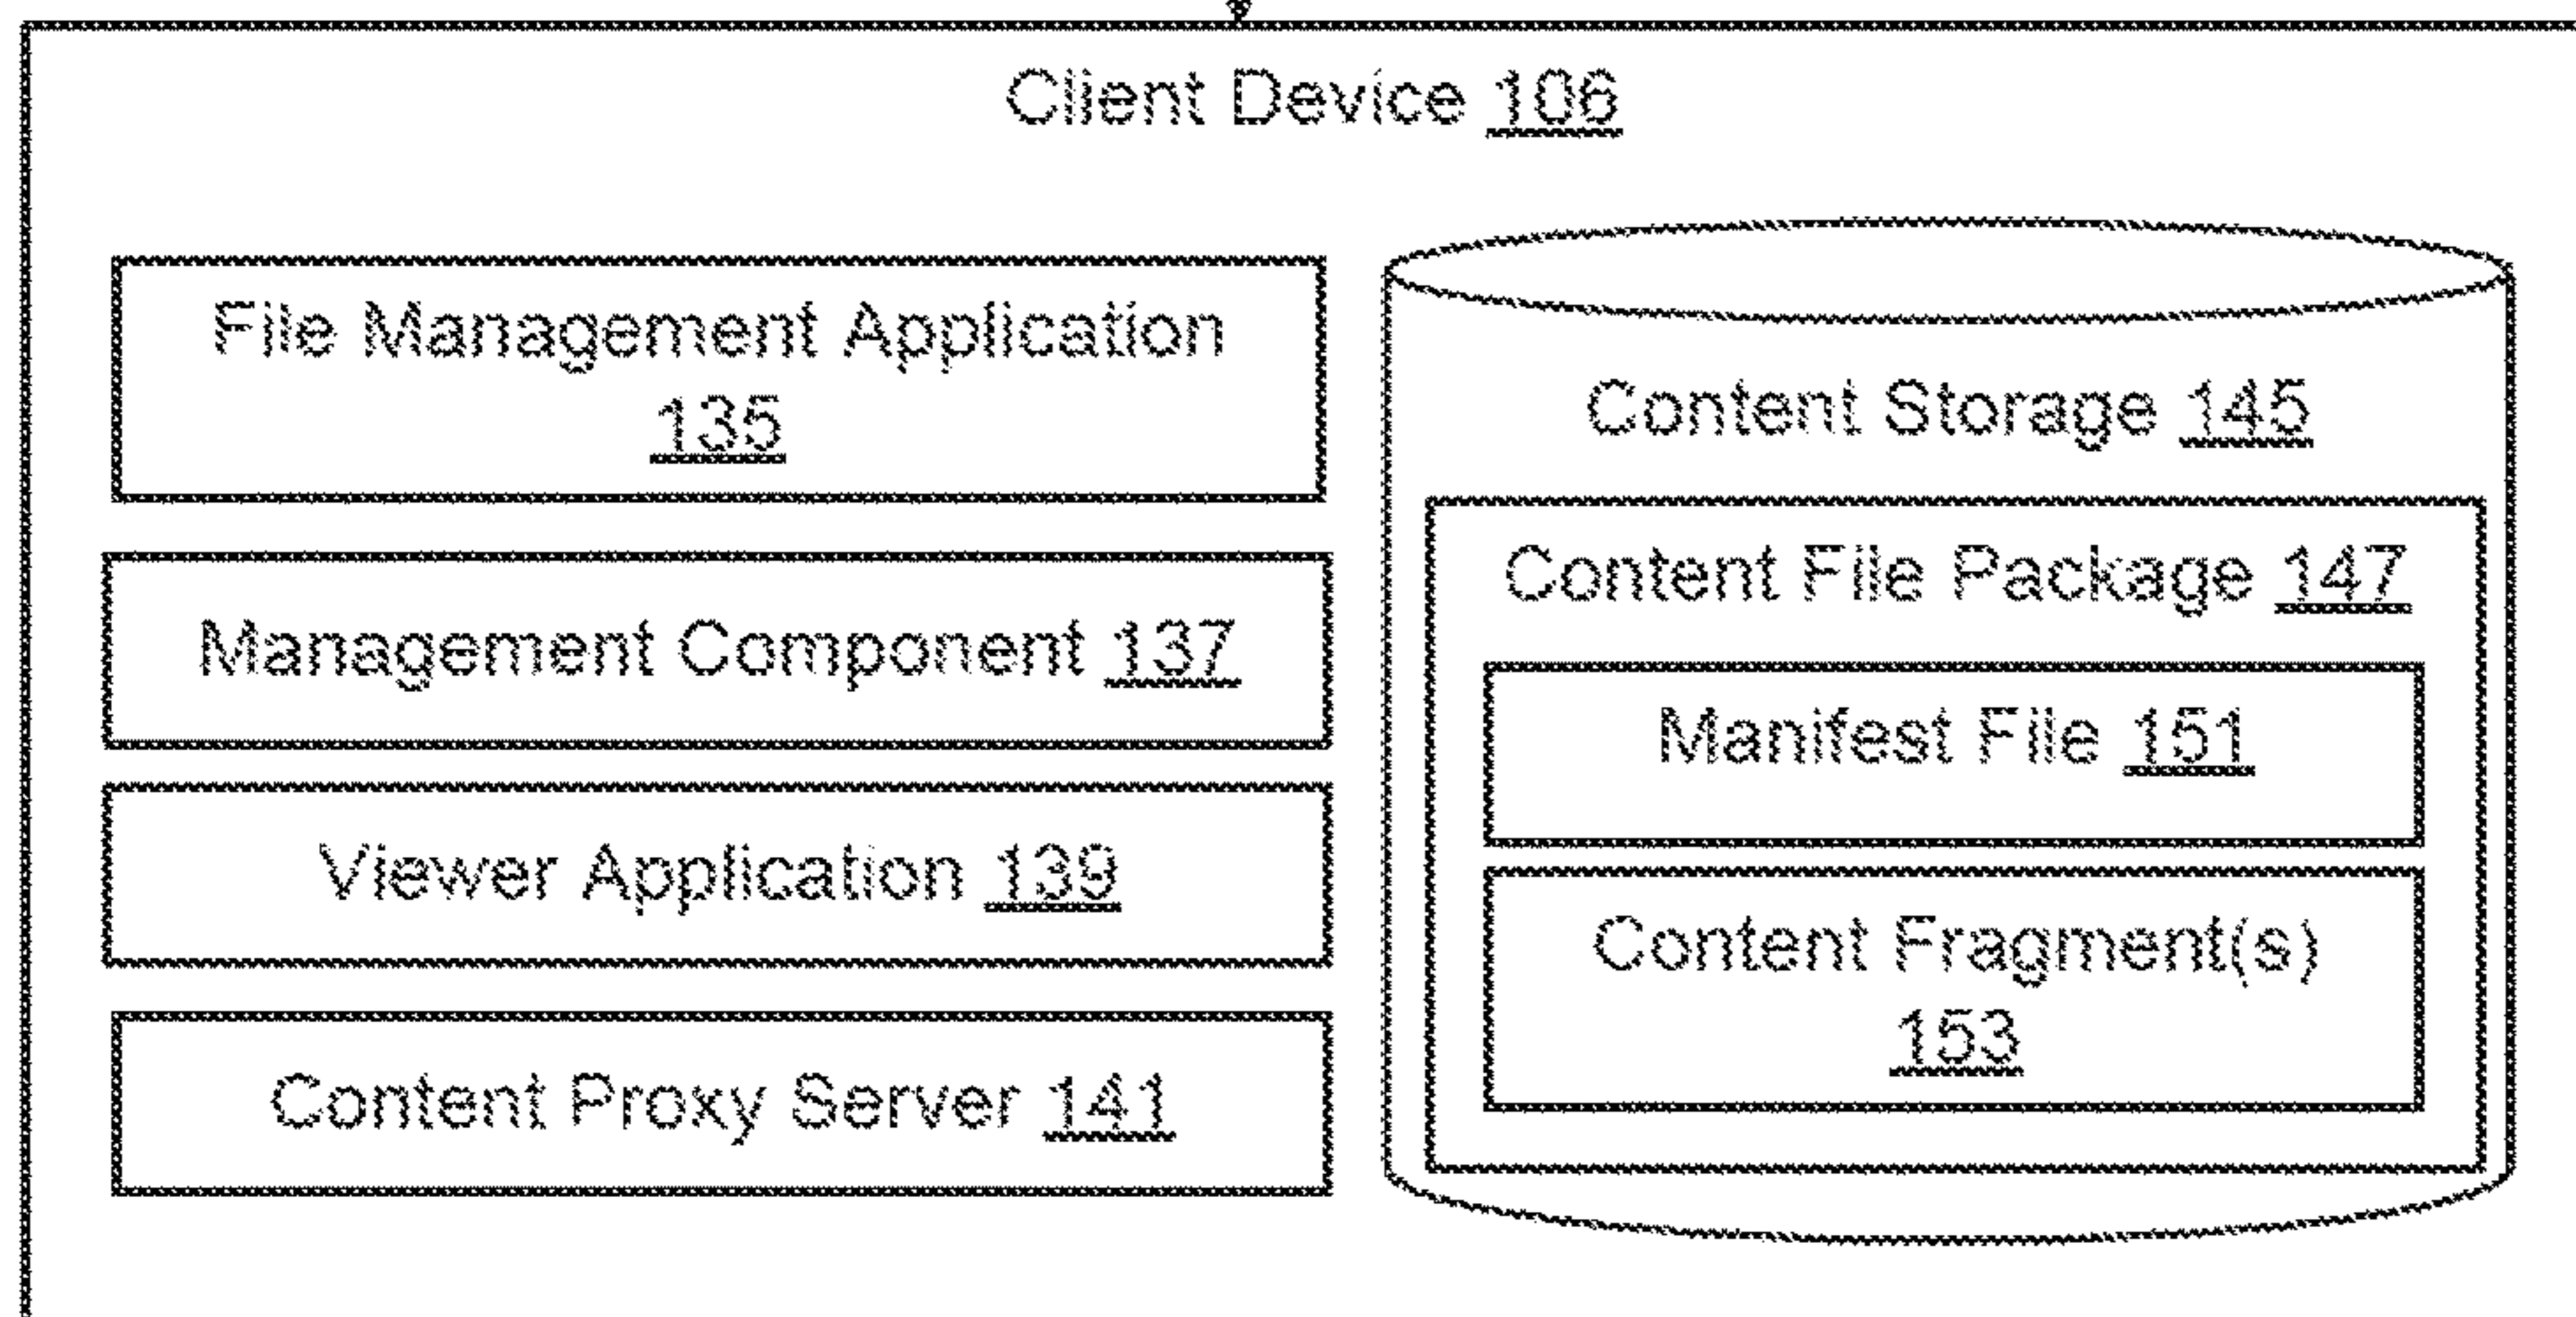 Client Device 106
File Management Application
135
Management Component 137
Viewer Application 139
Content Proxy Server 141
Content Storage 145
Content File Package 147
Manifest File 151
Content Fragment(s)
153